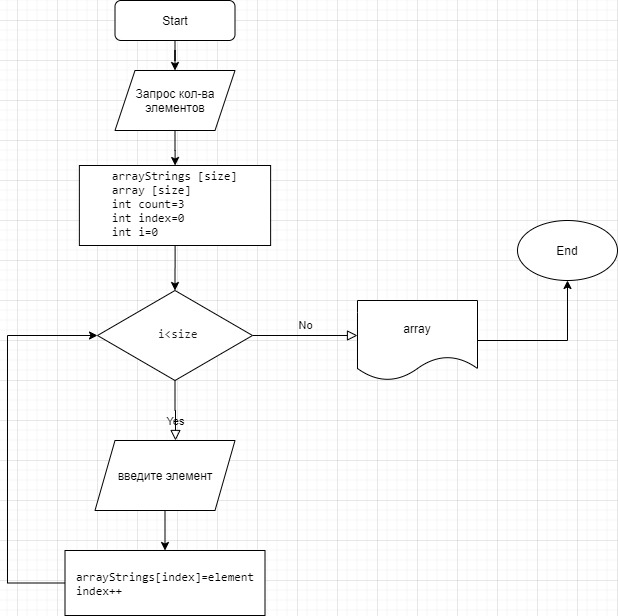 Start
Запрос кол-ва
элементов
arrayStrings [size]
array [size]
int count=3
int index=0
int i=0
End
i<size
No
array
Yes
введите элемент
arrayStrings[index]=element
index++